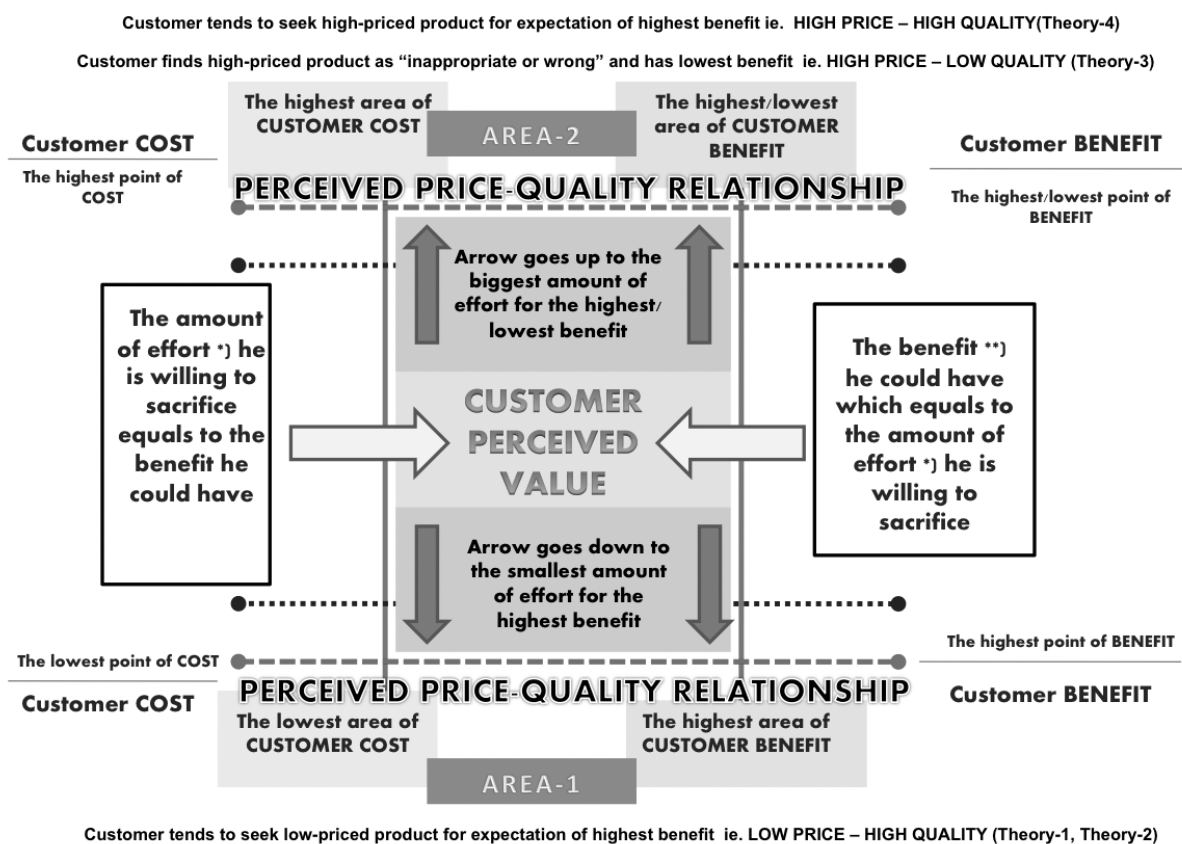 Customer tends to seek high-priced product for expectation of highest benefit ie.  HIGH PRICE – HIGH QUALITY(Theory-4)
Customer finds high-priced product as “inappropriate or wrong” and has lowest benefit  ie. HIGH PRICE – LOW QUALITY (Theory-3)
The highest area of
CUSTOMER COST
AREA-2
The highest/lowest
area of CUSTOMER
BENEFIT
Customer COST
The highest point of
COST
Customer BENEFIT
The highest/lowest point of
BENEFIT
PERCEIVED PRICE-QUALITY RELATIONSHIP
Arrow goes up to the
biggest amount of
effort for the highest/
lowest benefit
The amount
of effort *) he
is willing to
sacrifice
equals to the
benefit he
could have
CUSTOMER
PERCEIVED
VALUE
The benefit **)
he could have
which equals to
the amount of
effort *) he is
willing to
sacrifice
Arrow goes down to
the smallest amount
of effort for the
highest benefit
The lowest point of COST
Customer COST
The highest point of BENEFIT
Customer BENEFIT
PERCEIVED PRICE-QUALITY RELATIONSHIP
The lowest area of
CUSTOMER COST
The highest area of
CUSTOMER BENEFIT
AREA-1
Customer tends to seek low-priced product for expectation of highest benefit  ie. LOW PRICE – HIGH QUALITY (Theory-1, Theory-2)